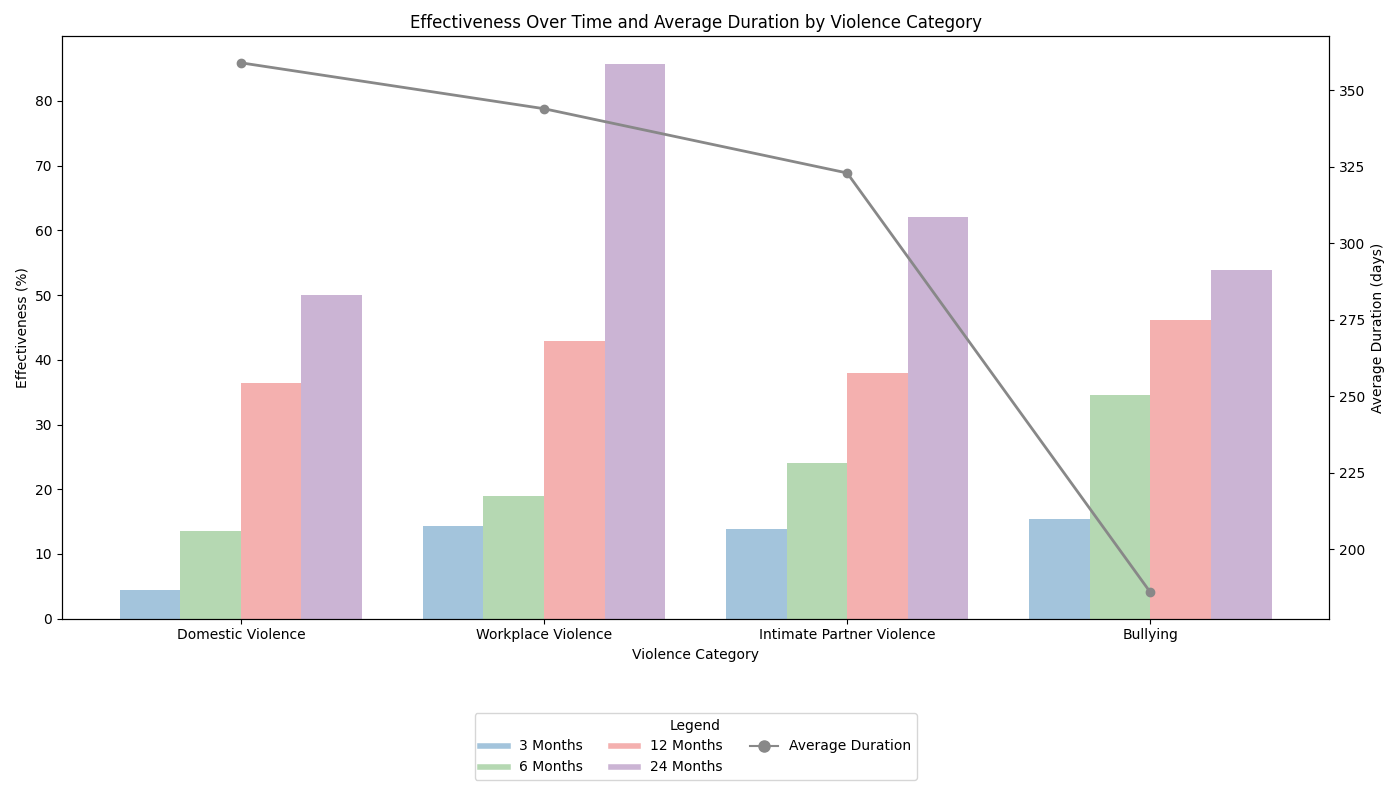 Effectiveness Over Time and Average Duration by Violence Category
Effectiveness (%)
80
70
60
50
40
30
20
10
0
350
325
300
275
250
225
200
Average Duration (days)
Domestic Violence
Workplace Violence
Intimate Partner Violence
Bullying
Violence Category
Legend
3 Months
6 Months
12 Months
24 Months
Average Duration